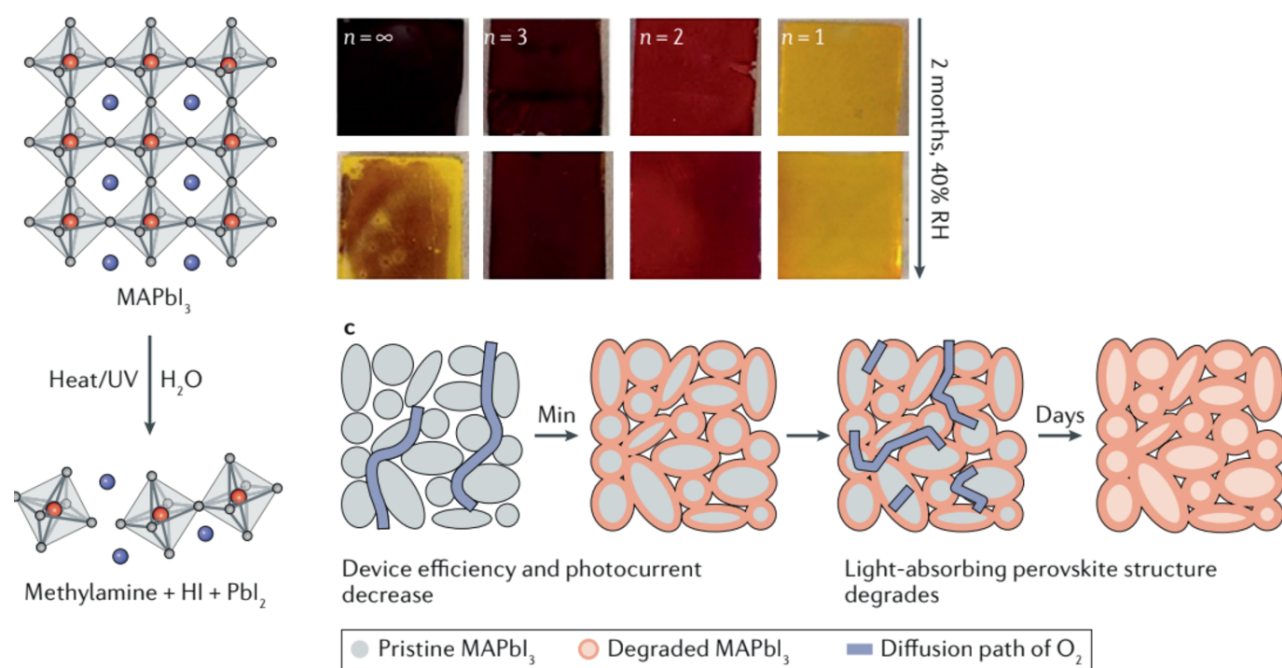 MAPbI₃
Heat/UV
H₂O
Methylamine + HI + PbI₂
n = ∞
n = 3
n = 2
n = 1
2 months, 40% RH
c
Min
Days
Device efficiency and photocurrent
decrease
Light-absorbing perovskite structure
degrades
Pristine MAPbI₃
Degraded MAPbI₃
Diffusion path of O₂